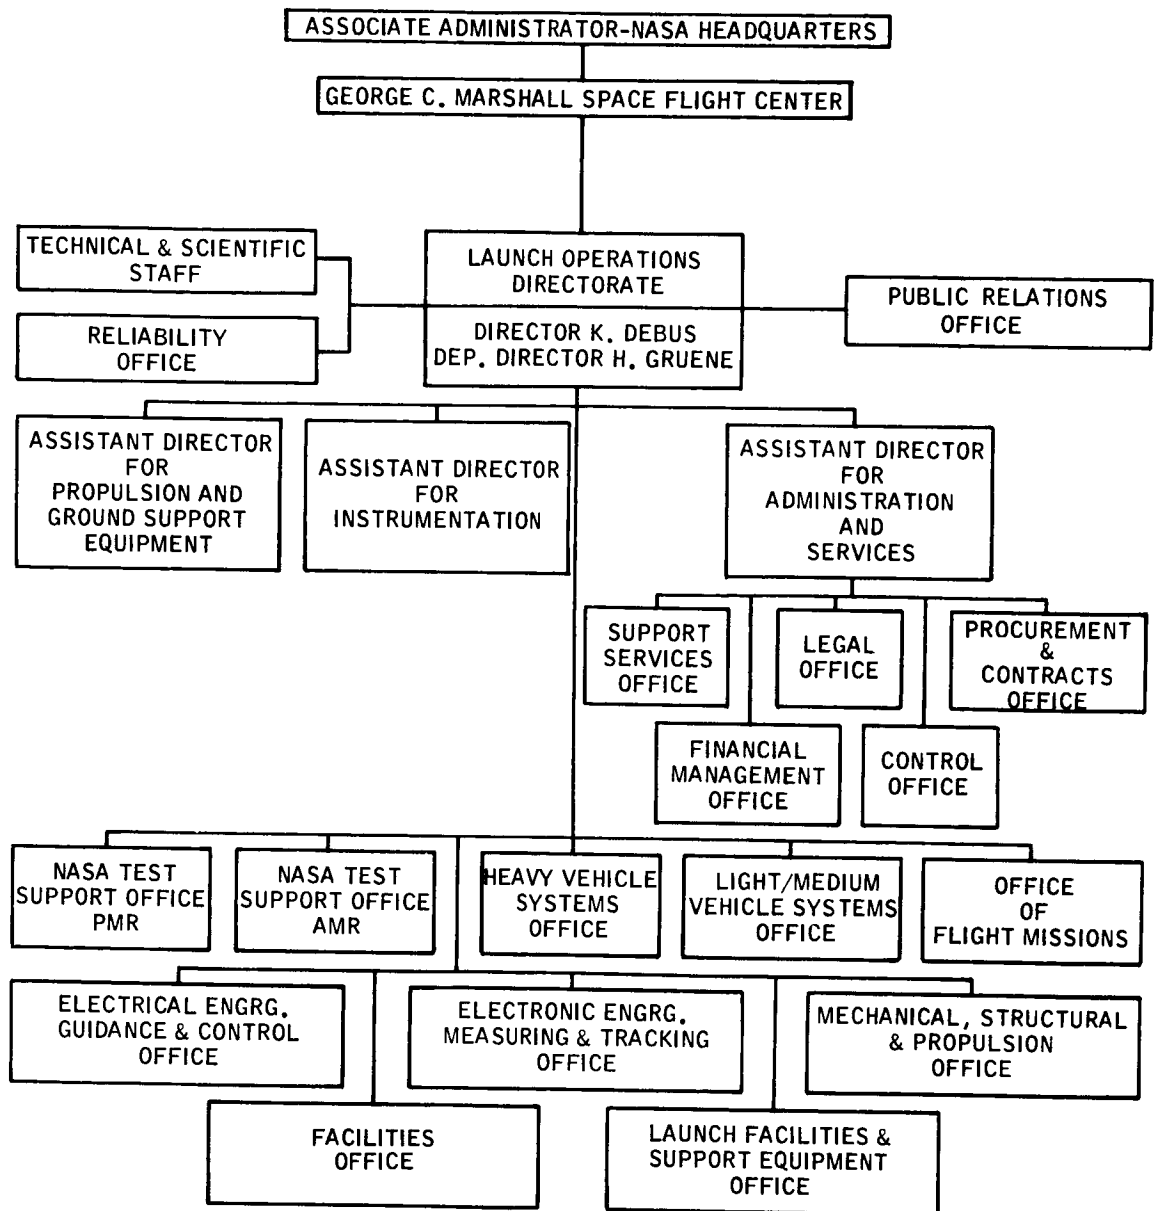 ASSOCIATE ADMINISTRATOR-NASA HEADQUARTERS
GEORGE C. MARSHALL SPACE FLIGHT CENTER
TECHNICAL & SCIENTIFIC
STAFF
RELIABILITY
OFFICE
LAUNCH OPERATIONS
DIRECTORATE
DIRECTOR K. DEBUS
DEP. DIRECTOR H. GRUENE
PUBLIC RELATIONS
OFFICE
ASSISTANT DIRECTOR
FOR
PROPULSION AND
GROUND SUPPORT
EQUIPMENT
ASSISTANT DIRECTOR
FOR
INSTRUMENTATION
ASSISTANT DIRECTOR
FOR
ADMINISTRATION
AND
SERVICES
SUPPORT
SERVICES
OFFICE
LEGAL
OFFICE
PROCUREMENT
&
CONTRACTS
OFFICE
FINANCIAL
MANAGEMENT
OFFICE
CONTROL
OFFICE
NASA TEST
SUPPORT OFFICE
PMR
NASA TEST
SUPPORT OFFICE
AMR
HEAVY VEHICLE
SYSTEMS
OFFICE
LIGHT/MEDIUM
VEHICLE SYSTEMS
OFFICE
OFFICE
OF
FLIGHT MISSIONS
ELECTRICAL ENGRG.
GUIDANCE & CONTROL
OFFICE
ELECTRONIC ENGRG.
MEASURING & TRACKING
OFFICE
MECHANICAL, STRUCTURAL
& PROPULSION
OFFICE
FACILITIES
OFFICE
LAUNCH FACILITIES &
SUPPORT EQUIPMENT
OFFICE